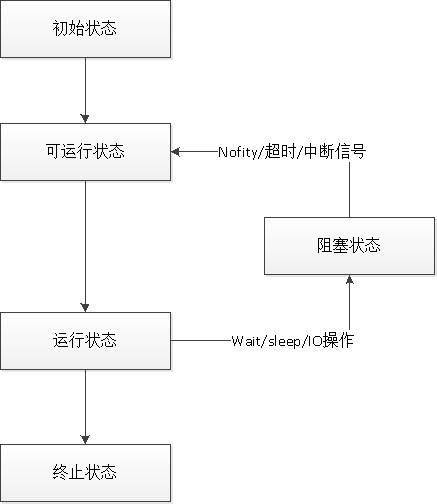 初始状态
可运行状态
Nofity/超时/中断信号
阻塞状态
运行状态
Wait/sleep/IO操作
终止状态